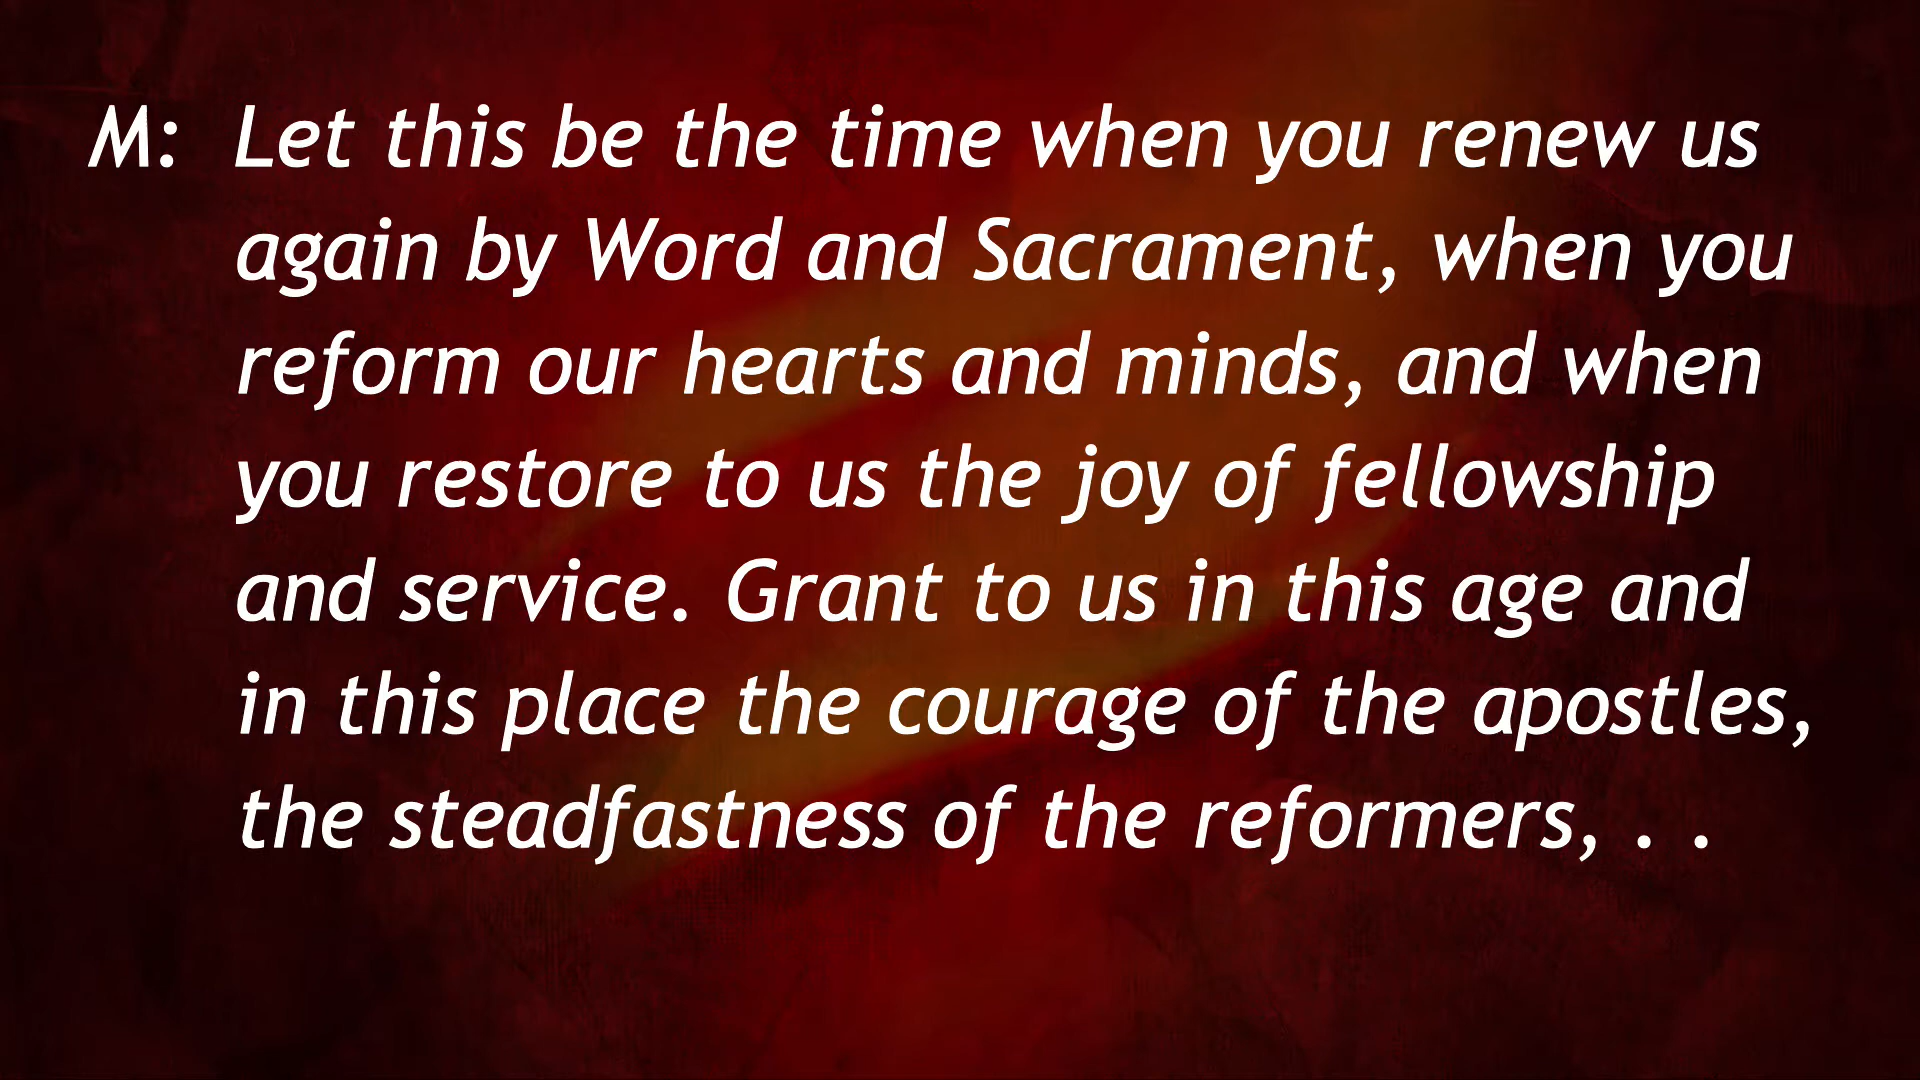 M: Let this be the time when you renew us
again by Word and Sacrament, when you
reform our hearts and minds, and when
you restore to us the joy of fellowship
and service. Grant to us in this age and
in this place the courage of the apostles,
the steadfastness of the reformers, . .